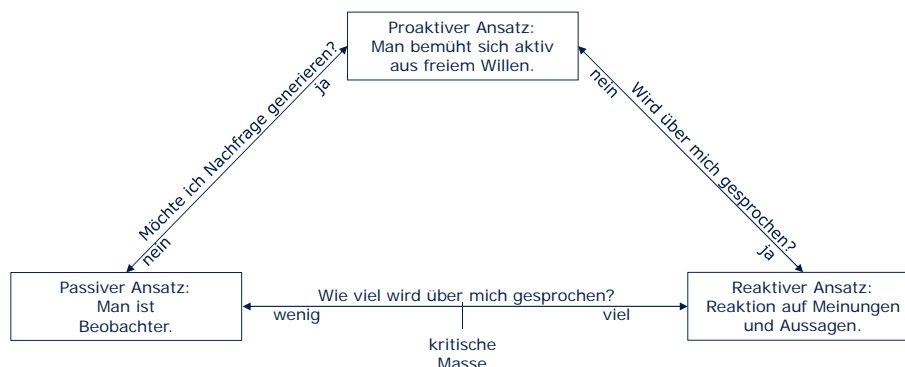 Proaktiver Ansatz:
Man bemüht sich aktiv
aus freiem Willen.
Möchte ich Nachfrage generieren?
ja
nein
Wird über mich gesprochen?
nein
ja
Passiver Ansatz:
Man ist
Beobachter.
Wie viel wird über mich gesprochen?
wenig
viel
kritische
Masse
Reaktiver Ansatz:
Reaktion auf Meinungen
und Aussagen.